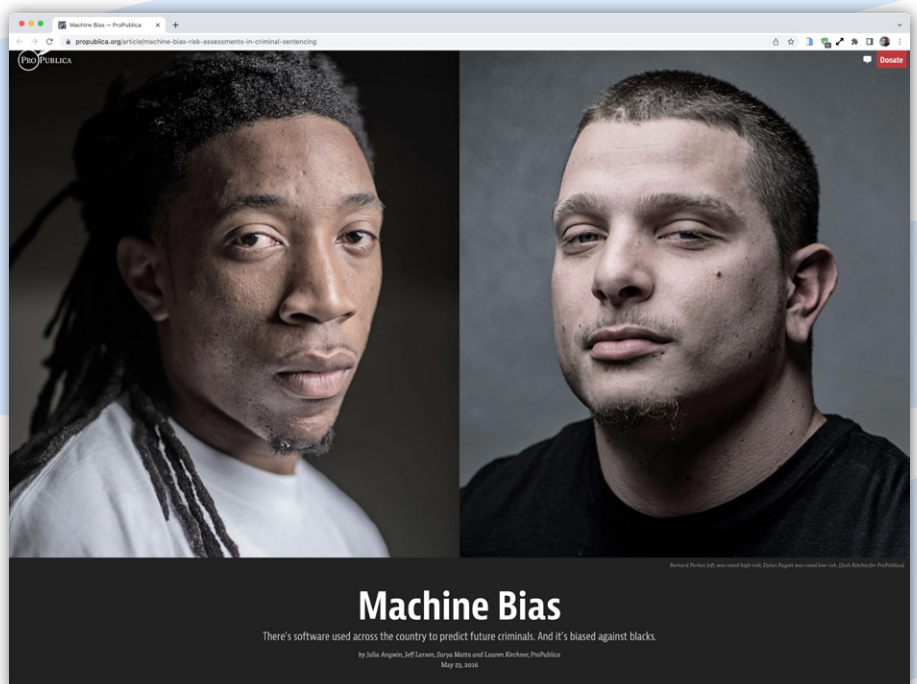 Machine Bias — ProPublica
propublica.org/article/machine-bias-risk-assessments-in-criminal-sentencing
PROPUBLICA
Donate
Bernard Parker, left, was rated high risk; Dylan Fugett was rated low risk. (Josh Ritchie for ProPublica)
Machine Bias
There's software used across the country to predict future criminals. And it's biased against blacks.
by Julia Angwin, Jeff Larson, Surya Mattu and Lauren Kirchner, ProPublica
May 23, 2016